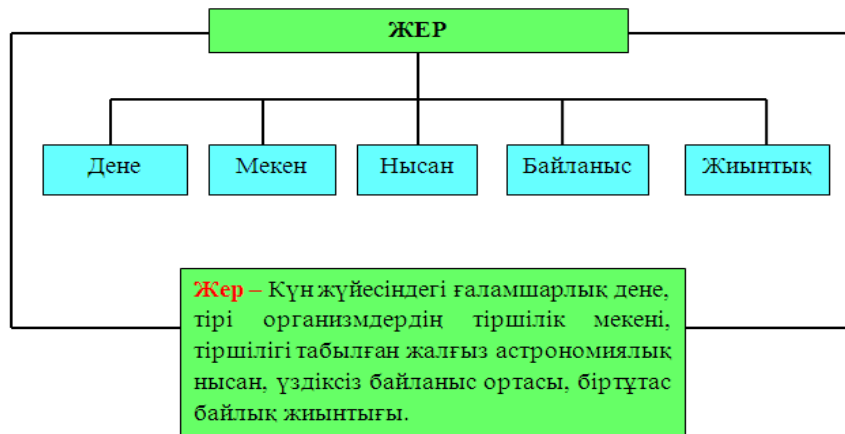 ЖЕР
Дене
Мекен
Нысан
Байланыс
Жиынтық
Жер – Күн жүйесіндегі ғаламшарлық дене,
тірі организмдердің тіршілік мекені,
тіршілігі табылған жалғыз астрономиялық
нысан, үздіксіз байланыс ортасы, біртұтас
байлық жиынтығы.